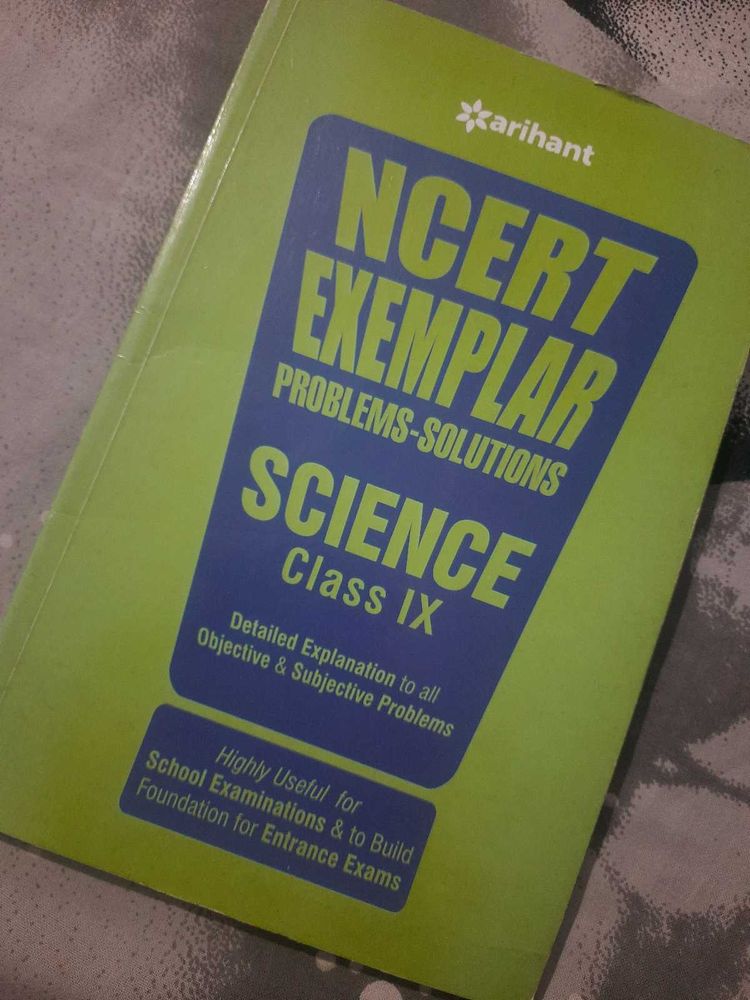 arihant
NCERT
EXEMPLAR
PROBLEMS-SOLUTIONS
SCIENCE
Class IX
Detailed Explanation to all
Objective & Subjective Problems
Highly Useful for
School Examinations & to Build
Foundation for Entrance Exams